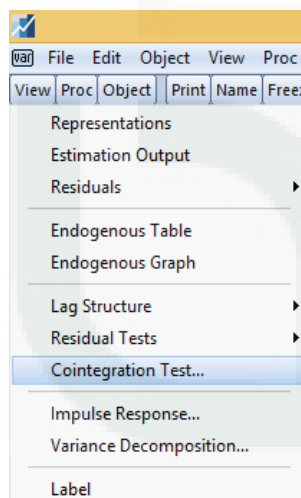 var File Edit Object View Proc
View Proc Object Print Name Freez
Representations
Estimation Output
Residuals
Endogenous Table
Endogenous Graph
Lag Structure
Residual Tests
Cointegration Test...
Impulse Response...
Variance Decomposition...
Label